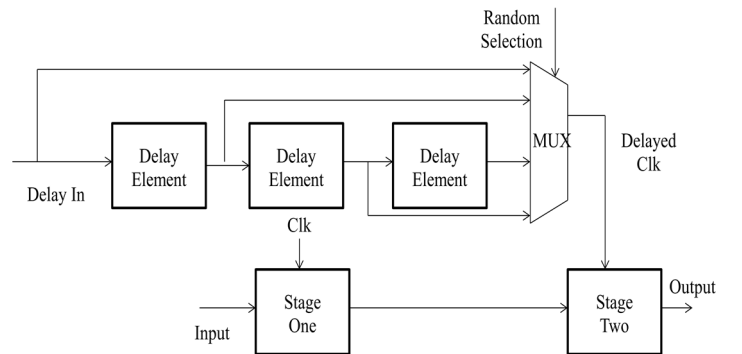 Random
Selection
Delay
Element
Delay
Element
Delay
Element
MUX
Delayed
Clk
Delay In
Clk
Stage
One
Stage
Two
Output
Input